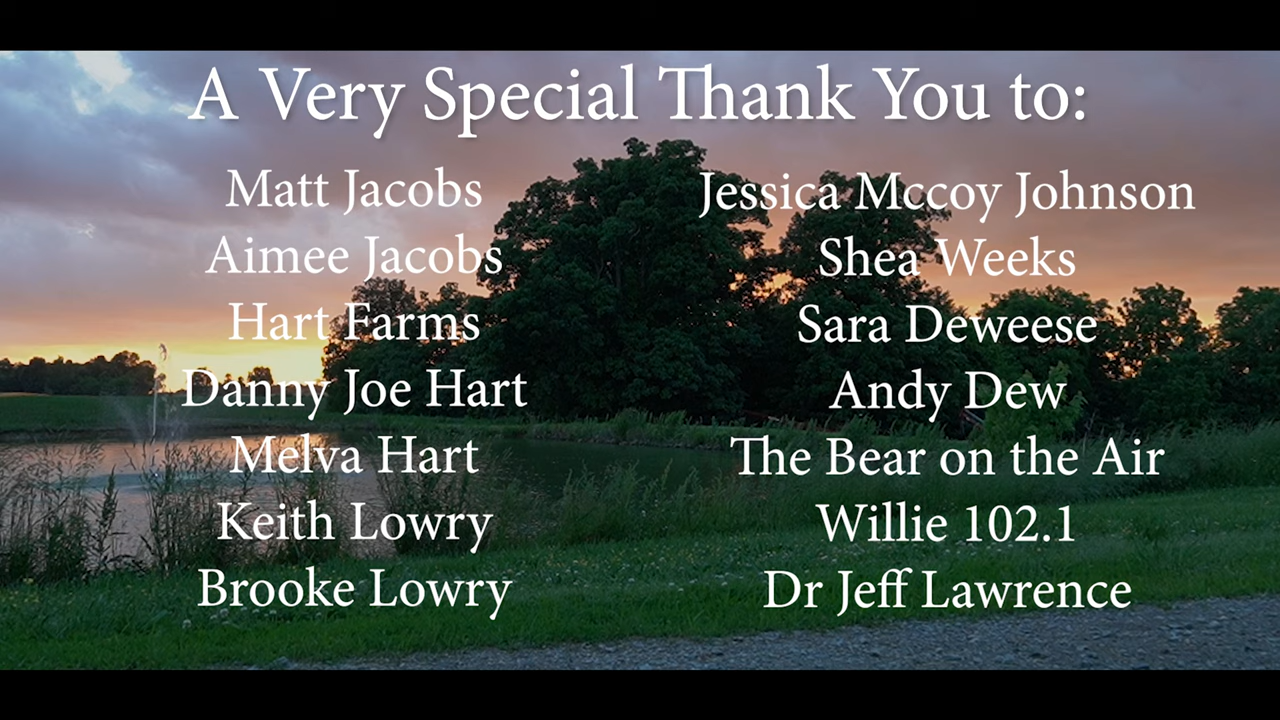 A Very Special Thank You to:
Matt Jacobs
Aimee Jacobs
Hart Farms
Danny Joe Hart
Melva Hart
Keith Lowry
Brooke Lowry
Jessica Mccoy Johnson
Shea Weeks
Sara Deweese
Andy Dew
The Bear on the Air
Willie 102.1
Dr Jeff Lawrence